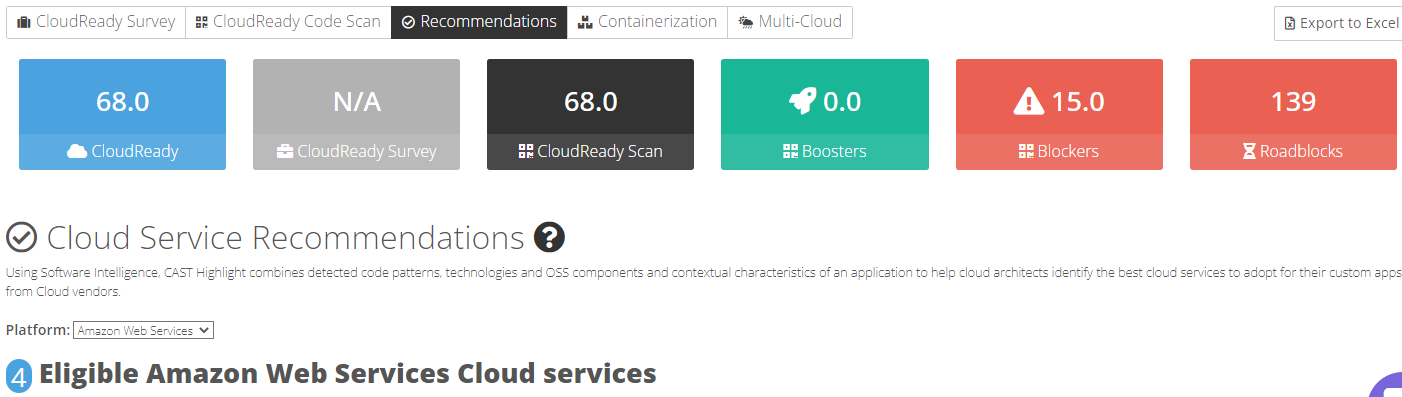 CloudReady Survey
CloudReady Code Scan
Recommendations
Containerization
Multi-Cloud
Export to Excel
68.0
CloudReady
N/A
CloudReady Survey
68.0
CloudReady Scan
0.0
Boosters
15.0
Blockers
139
Roadblocks
Cloud Service Recommendations ?
Using Software Intelligence, CAST Highlight combines detected code patterns, technologies and OSS components and contextual characteristics of an application to help cloud architects identify the best cloud services to adopt for their custom apps
from Cloud vendors.
Platform: Amazon Web Services
4 Eligible Amazon Web Services Cloud services